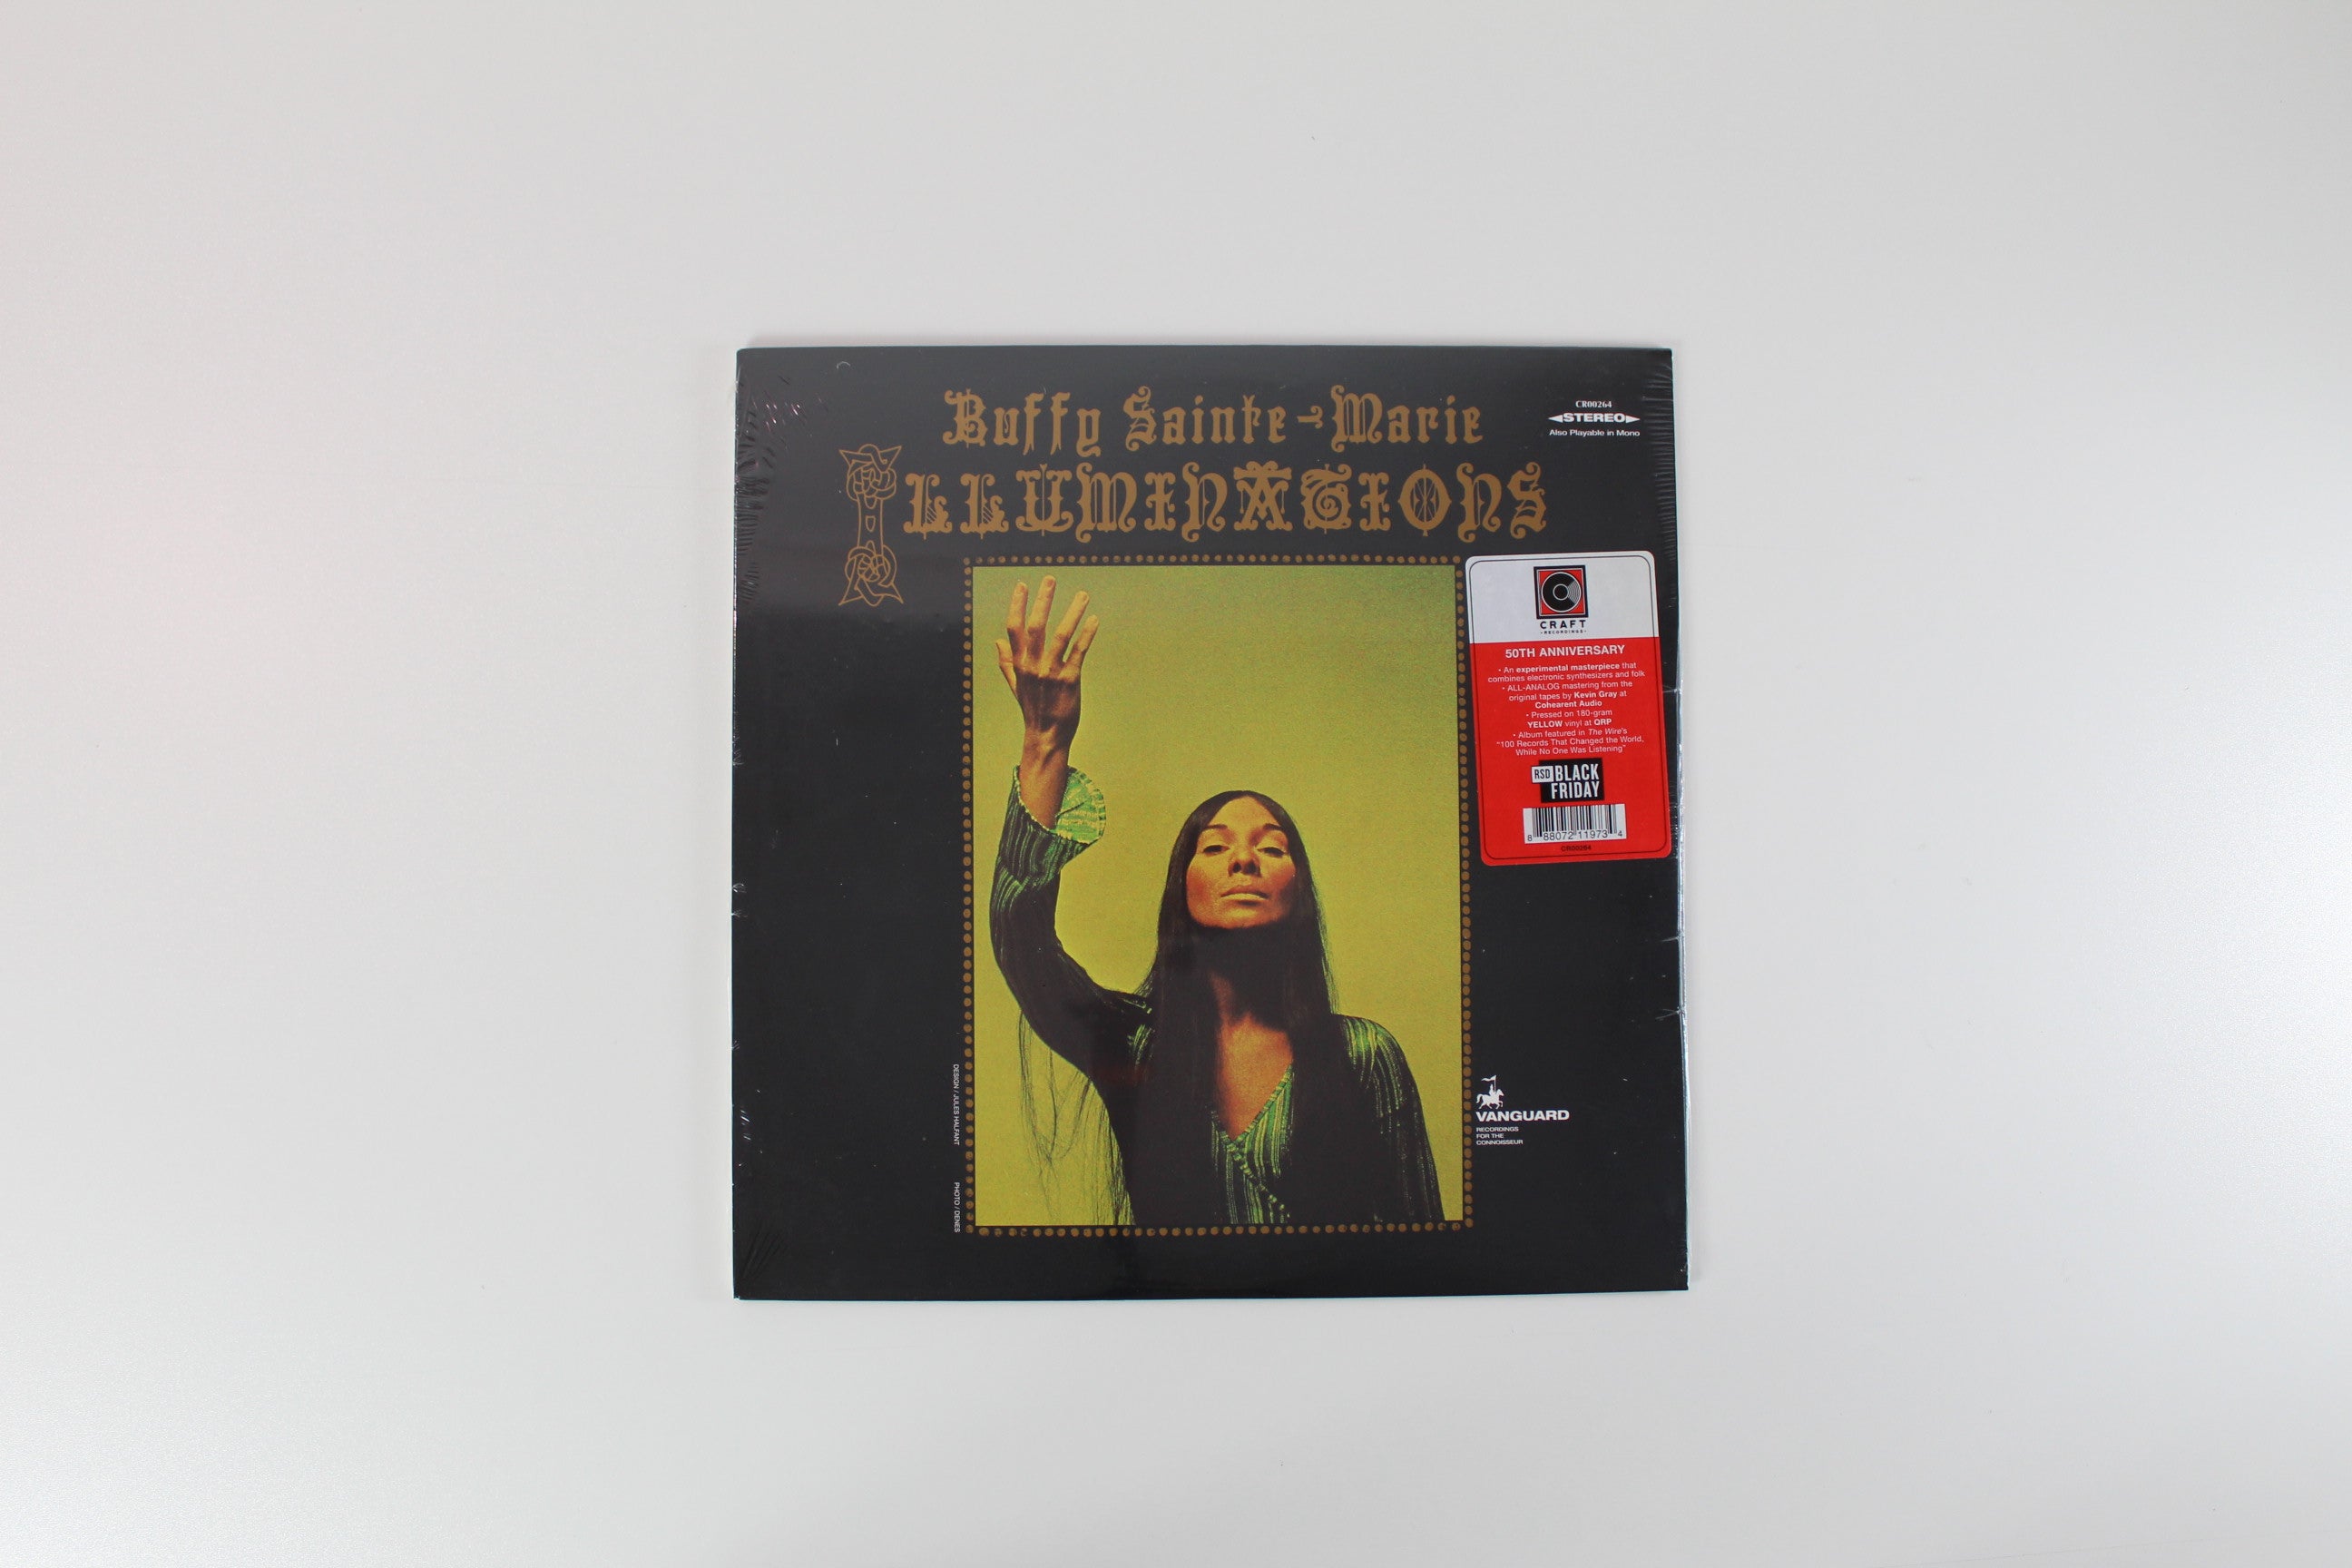 Buffy Sainte-Marie
ILLUMINATIONS
CR00264
STEREO
Also Playable in Mono
CRAFT
RECORDINGS
50TH ANNIVERSARY
• An experimental masterpiece that
combines electronic synthesizers and folk
• ALL-ANALOG mastering from the
original tapes by Kevin Gray at
Cohearent Audio
• Pressed on 180-gram
YELLOW vinyl at QRP
• Album featured in The Wire's
"100 Records That Changed the World,
While No One Was Listening"
RSD BLACK
FRIDAY
8 88072 11973 4
CR00264
VANGUARD
RECORDINGS
FOR THE
CONNOISSEUR
DESIGN / JULES HALFANT
PHOTO / DENES